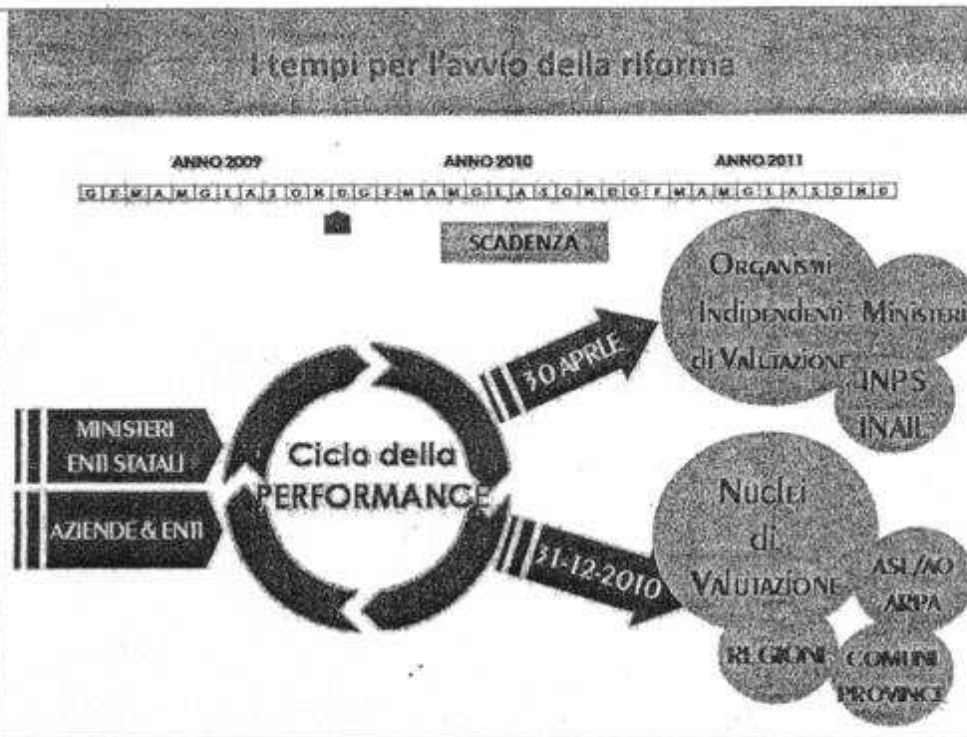 I tempi per l'avvio della riforma
ANNO 2009 ANNO 2010 ANNO 2011
G F M A M G L A S O N D G F M A M G L A S O N D G F M A M G L A S O N D
SCADENZA
MINISTERI
ENTI STATALI
AZIENDE & ENTI
Ciclo della
PERFORMANCE
30 APRLE
31-12-2010
ORGANISMI
INdipENdENTI
di VALUTAZIONE
MINISTERI
INPS
INAIL
NUCLEI
di
VALUTAZIONE
ASL/AO
ARPA
REGIONE
COMUNI
PROVINCE